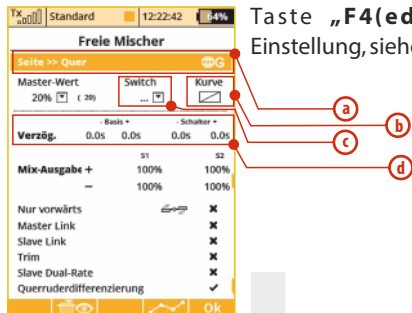 Tx Standard 12:22:42 64%
Freie Mischer
Seite >> Quer G
Master-Wert Switch Kurve
20% ( 20) ...
- Basis + - Schalter +
Verzög. 0.0s 0.0s 0.0s 0.0s
S1 S2
Mix-Ausgabe + 100% 100%
- 100% 100%
Nur vorwärts
Master Link
Slave Link
Trim
Slave Dual-Rate
Querruderdifferenzierung
Ok
Taste „F4(ed
Einstellung, siehe
a
b
c
d